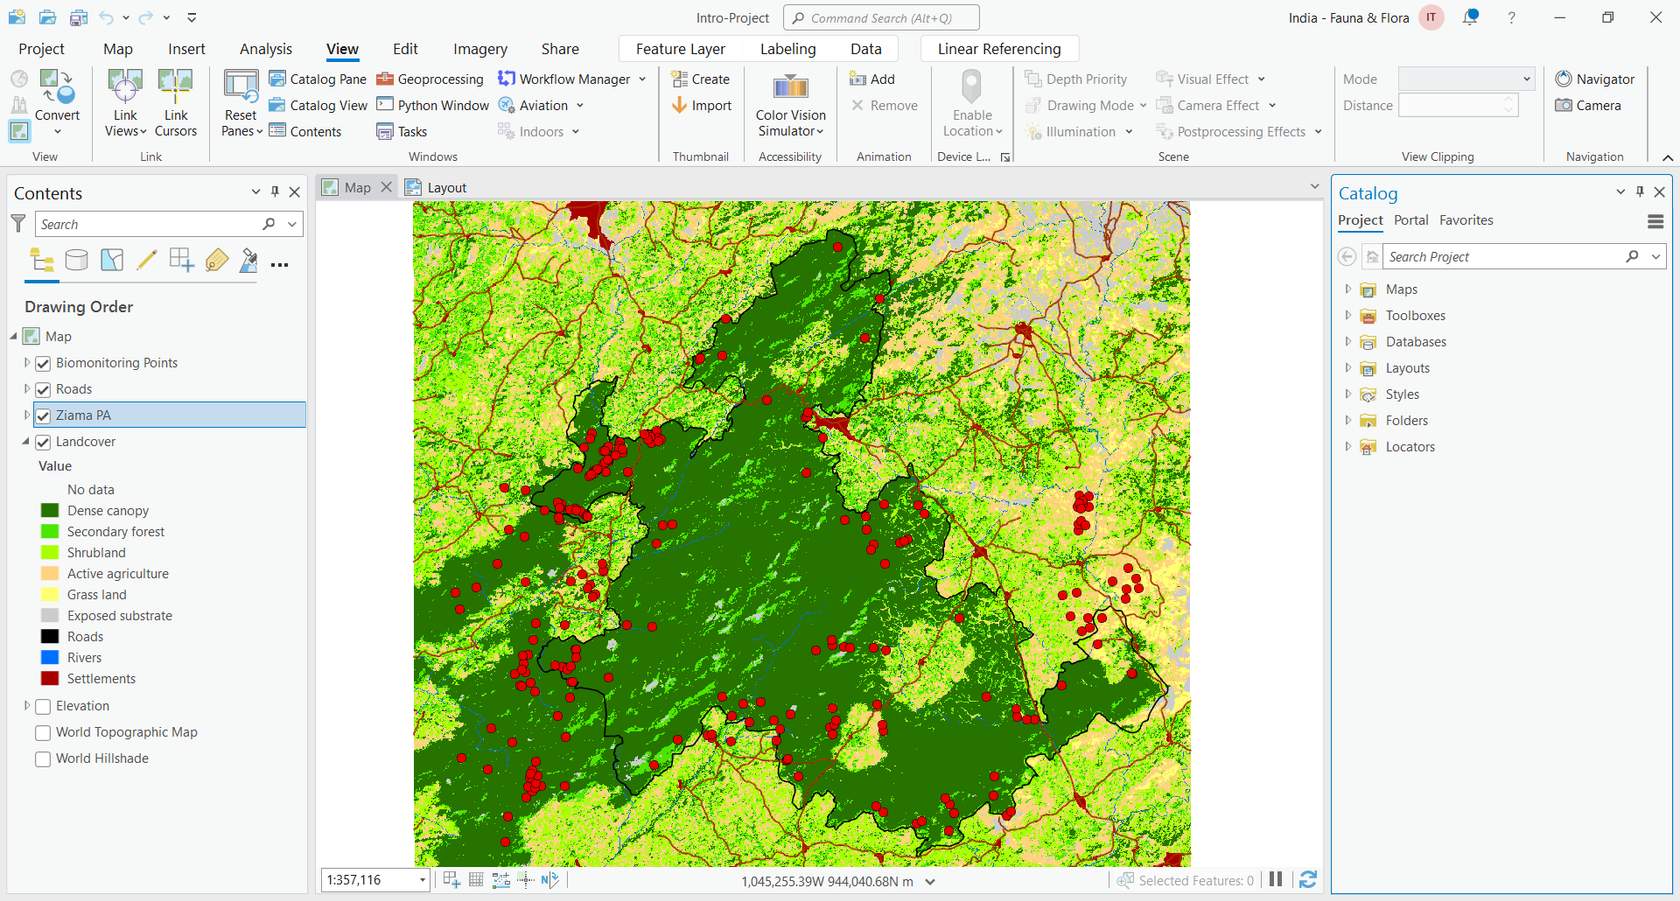 Intro-Project
Command Search (Alt+Q)
India - Fauna & Flora
IT
?
Project
Map
Insert
Analysis
View
Edit
Imagery
Share
Feature Layer
Labeling
Data
Linear Referencing
Convert
View
Link Views
Link Cursors
Link
Reset Panes
Catalog Pane
Catalog View
Contents
Geoprocessing
Python Window
Tasks
Workflow Manager
Aviation
Indoors
Windows
Create
Import
Thumbnail
Color Vision Simulator
Accessibility
Add
Remove
Animation
Enable Location
Device L...
Depth Priority
Drawing Mode
Illumination
Visual Effect
Camera Effect
Postprocessing Effects
Scene
Mode
Distance
View Clipping
Navigator
Camera
Navigation
Contents
Search
Drawing Order
Map
Biomonitoring Points
Roads
Ziama PA
Landcover
Value
No data
Dense canopy
Secondary forest
Shrubland
Active agriculture
Grass land
Exposed substrate
Roads
Rivers
Settlements
Elevation
World Topographic Map
World Hillshade
Map
Layout
1:357,116
N
1,045,255.39W 944,040.68N m
Selected Features: 0
Catalog
Project
Portal
Favorites
Search Project
Maps
Toolboxes
Databases
Layouts
Styles
Folders
Locators